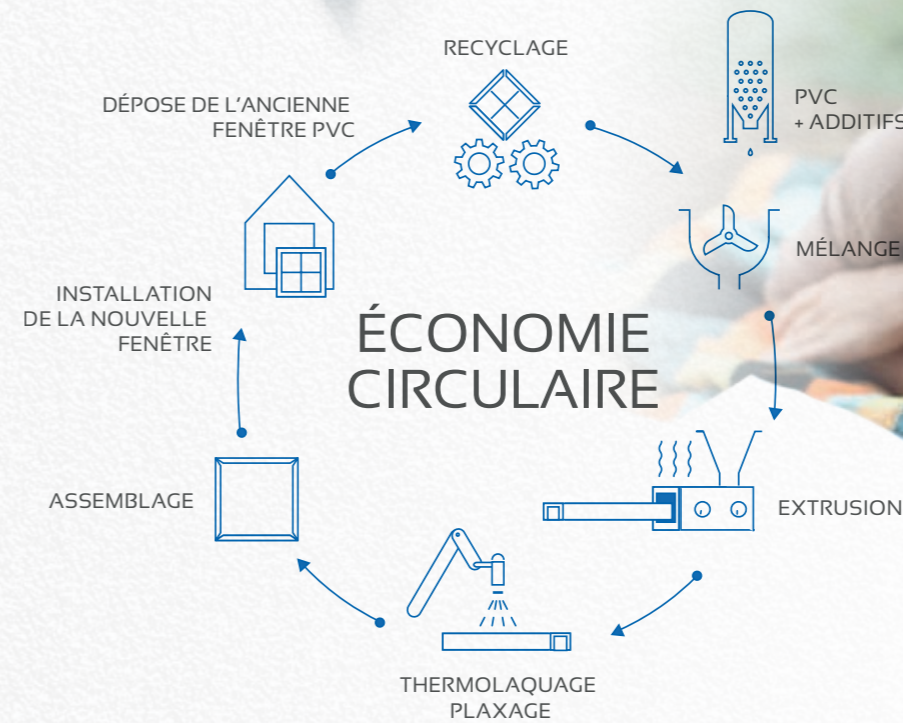 RECYCLAGE
DÉPOSE DE L'ANCIENNE
FENÊTRE PVC
PVC
+ ADDITIFS
MÉLANGE
INSTALLATION
DE LA NOUVELLE
FENÊTRE
ÉCONOMIE
CIRCULAIRE
ASSEMBLAGE
EXTRUSION
THERMOLAQUAGE
PLAXAGE